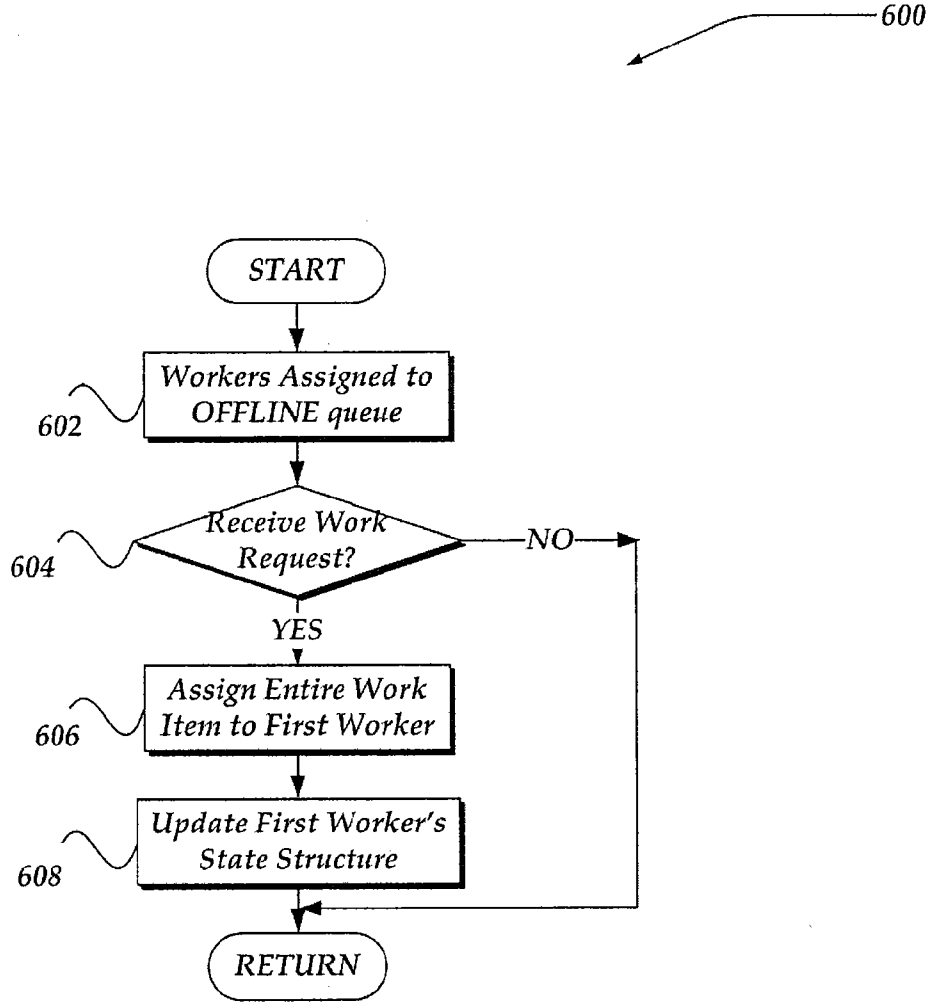 600
START
Workers Assigned to
OFFLINE queue
602
Receive Work
Request?
NO
604
YES
Assign Entire Work
Item to First Worker
606
Update First Worker's
State Structure
608
RETURN